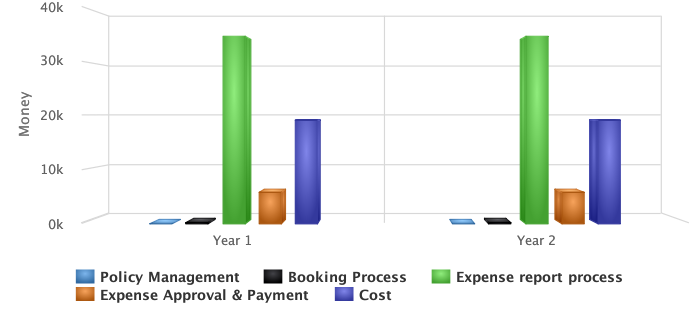 40k
30k
20k
10k
0k
Money
Year 1
Year 2
Policy Management
Booking Process
Expense report process
Expense Approval & Payment
Cost